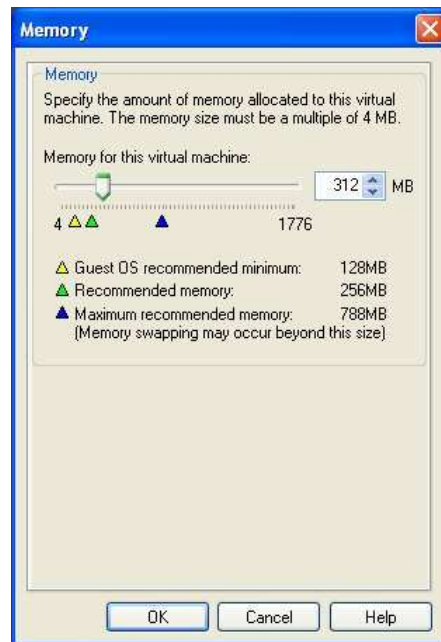 Memory
Memory
Specify the amount of memory allocated to this virtual
machine. The memory size must be a multiple of 4 MB.
Memory for this virtual machine:
312 MB
4 1776
Guest OS recommended minimum: 128MB
Recommended memory: 256MB
Maximum recommended memory: 788MB
(Memory swapping may occur beyond this size)
OK Cancel Help